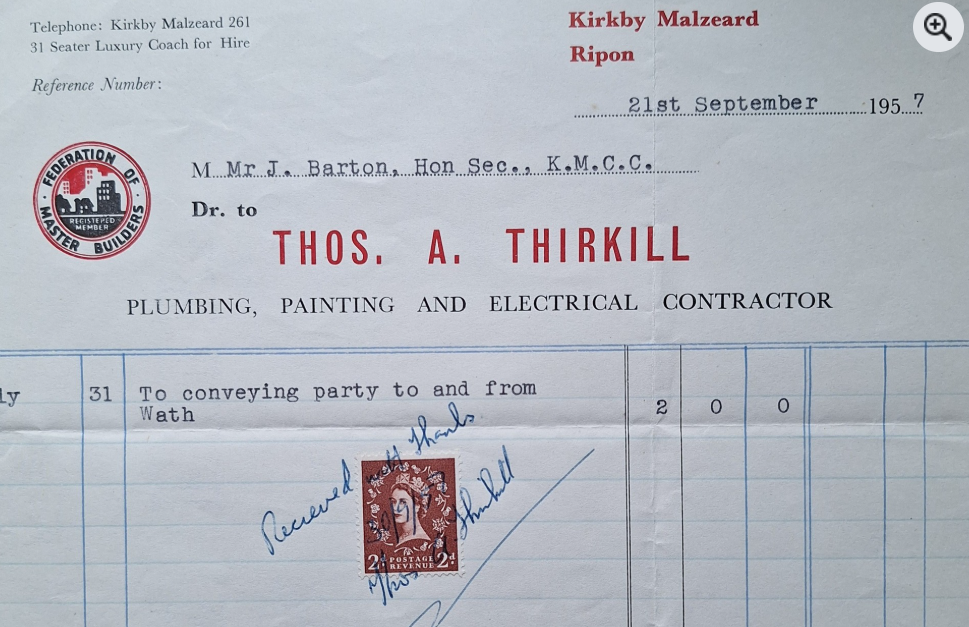 Telephone: Kirkby Malzeard 261
31 Seater Luxury Coach for Hire
Reference Number:
Kirkby Malzeard
Ripon
21st September 1957
FEDERATION OF
MASTER BUILDERS
REGISTERED
MEMBER
M Mr J. Barton, Hon Sec., K.M.C.C.
Dr. to
THOS. A. THIRKILL
PLUMBING, PAINTING AND ELECTRICAL CONTRACTOR
ly 31 To conveying party to and from
Wath 2 0 0
Received with Thanks
Thos A Thirkill
2d POSTAGE 2d
REVENUE